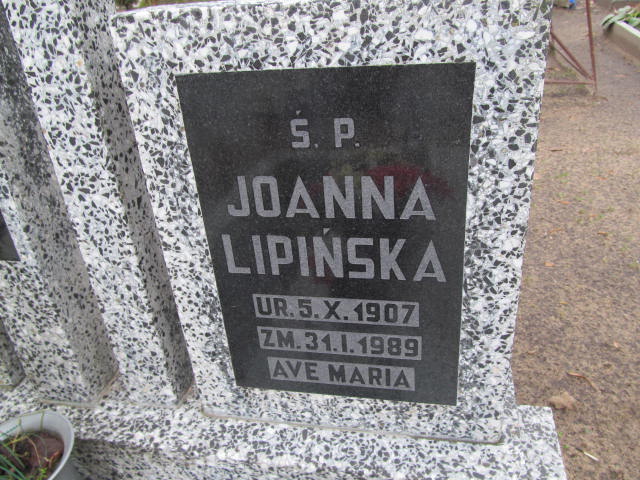 Ś. P.
JOANNA
LIPIŃSKA
UR. 5. X. 1907
ZM. 31. I. 1989
AVE MARIA